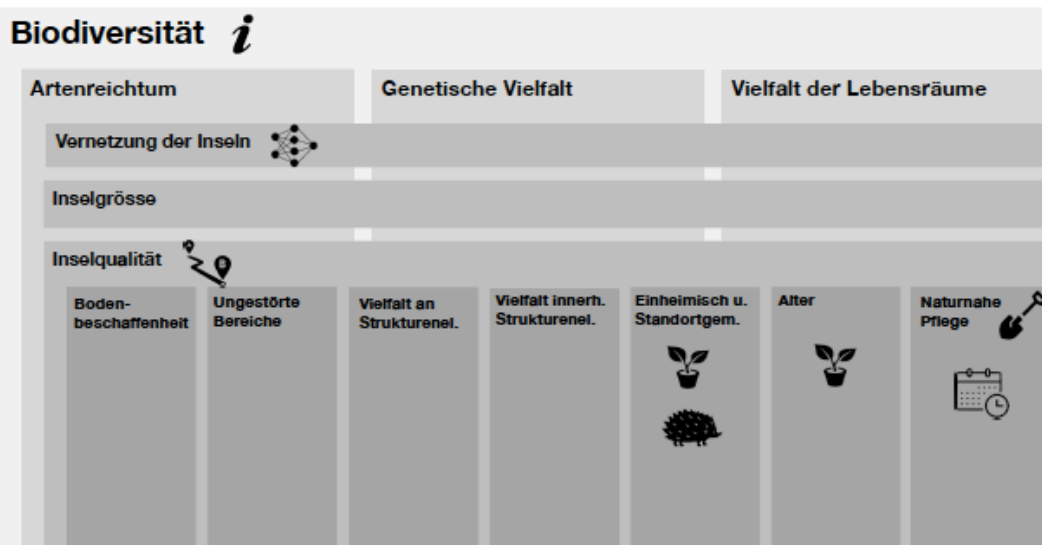 Biodiversität i
Artenreichtum
Genetische Vielfalt
Vielfalt der Lebensräume
Vernetzung der Inseln
Inselgrösse
Inselqualität
Boden-
beschaffenheit
Ungestörte
Bereiche
Vielfalt an
Strukturenel.
Vielfalt innerh.
Strukturenel.
Einheimisch u.
Standortgem.
Alter
Naturnahe
Pflege